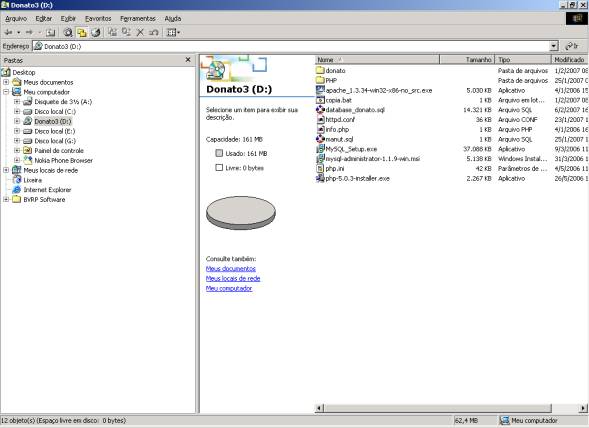 Donato3 (D:)
Arquivo Editar Exibir Favoritos Ferramentas Ajuda
Endereço Donato3 (D:) Ir
Pastas
Desktop
Meus documentos
Meu computador
Disquete de 3½ (A:)
Disco local (C:)
Donato3 (D:)
Disco local (E:)
Disco local (G:)
Painel de controle
Nokia Phone Browser
Meus locais de rede
Lixeira
Internet Explorer
BVRP Software
Donato3 (D:)
Selecione um item para exibir sua
descrição.
Capacidade: 161 MB
Usado: 161 MB
Livre: 0 bytes
Consulte também:
Meus documentos
Meus locais de rede
Meu computador
Nome Tamanho Tipo Modificado
donato Pasta de arquivos 1/2/2007 08
PHP Pasta de arquivos 25/1/2007 0
apache_1.3.34-win32-x86-no_src.exe 5.030 KB Aplicativo 4/1/2006 15
copia.bat 1 KB Arquivo em lot... 1/2/2007 08
database_donato.sql 14.321 KB Arquivo SQL 6/2/2007 16
httpd.conf 36 KB Arquivo CONF 23/1/2007 1
info.php 1 KB Arquivo PHP 4/1/2006 16
manut.sql 1 KB Arquivo SQL 25/1/2007 1
MySQL_Setup.exe 37.088 KB Aplicativo 9/3/2006 11
mysql-administrator-1.1.9-win.msi 5.138 KB Windows Instal... 31/3/2006 1
php.ini 42 KB Parâmetros de ... 4/5/2006 11
php-5.0.3-installer.exe 2.267 KB Aplicativo 26/5/2006 1
12 objeto(s) (Espaço livre em disco: 0 bytes) 62,4 MB Meu computador